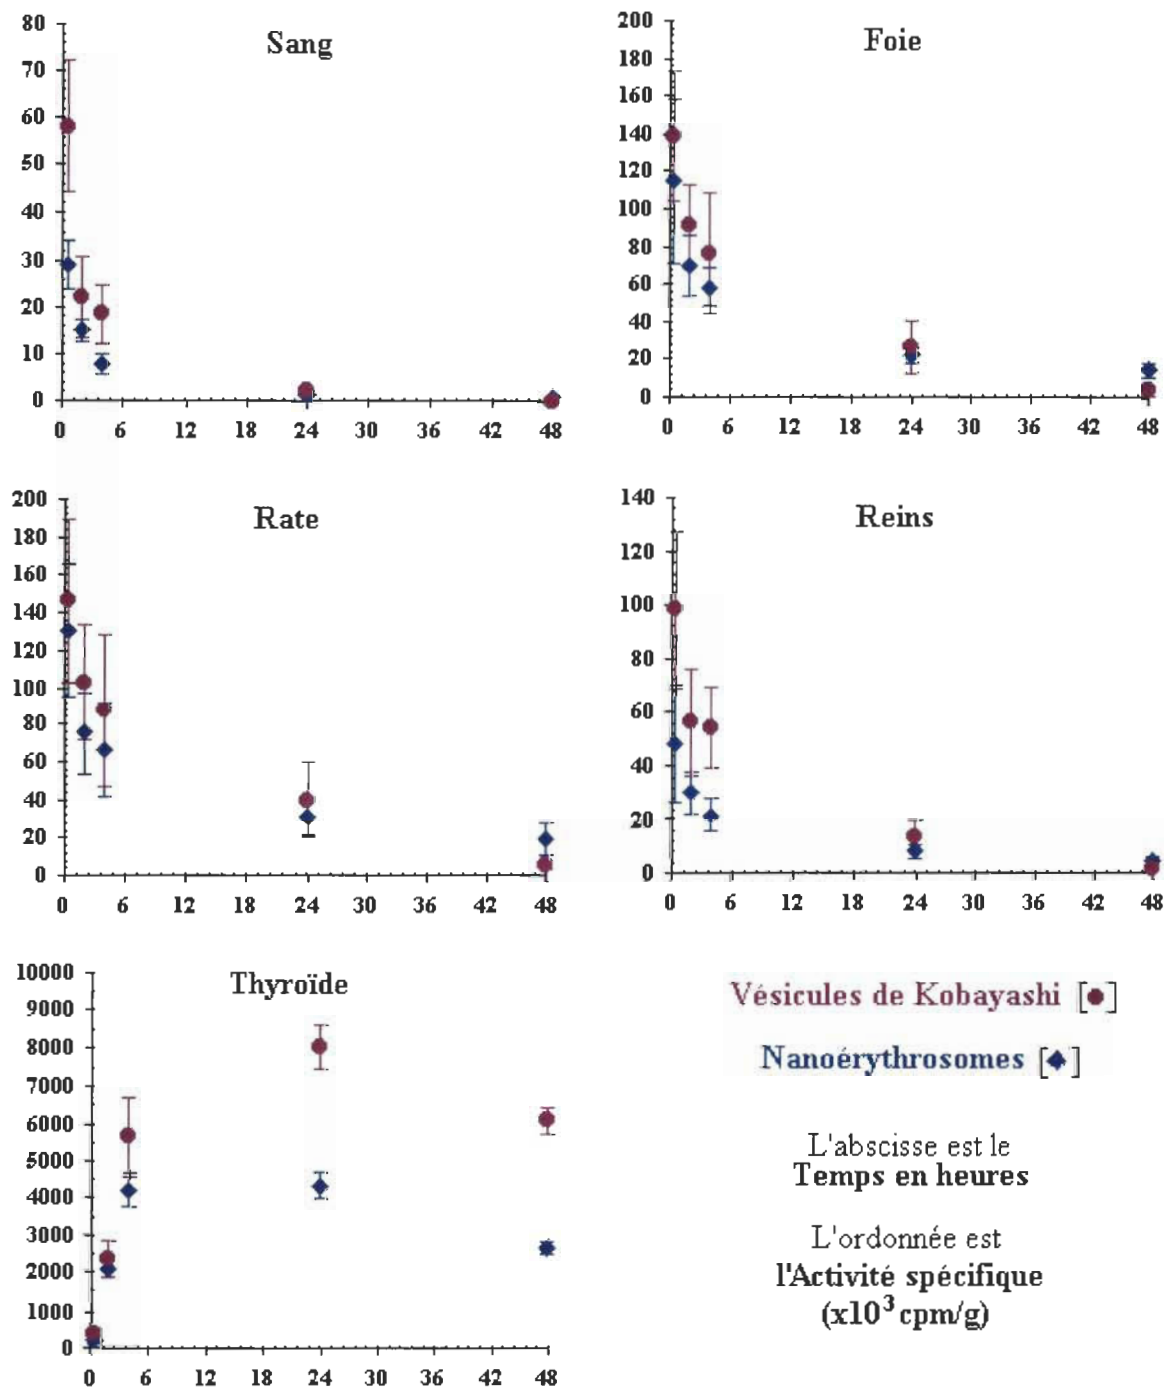 Sang
80
70
60
50
40
30
20
10
0
0 6 12 18 24 30 36 42 48
Foie
200
180
160
140
120
100
80
60
40
20
0
0 6 12 18 24 30 36 42 48
Rate
200
180
160
140
120
100
80
60
40
20
0
0 6 12 18 24 30 36 42 48
Reins
140
120
100
80
60
40
20
0
0 6 12 18 24 30 36 42 48
Thyroïde
10000
9000
8000
7000
6000
5000
4000
3000
2000
1000
0
0 6 12 18 24 30 36 42 48
Vésicules de Kobayashi [●]
Nanoérythrosomes [◆]
L'abscisse est le
Temps en heures
L'ordonnée est
l'Activité spécifique
(x10³ cpm/g)